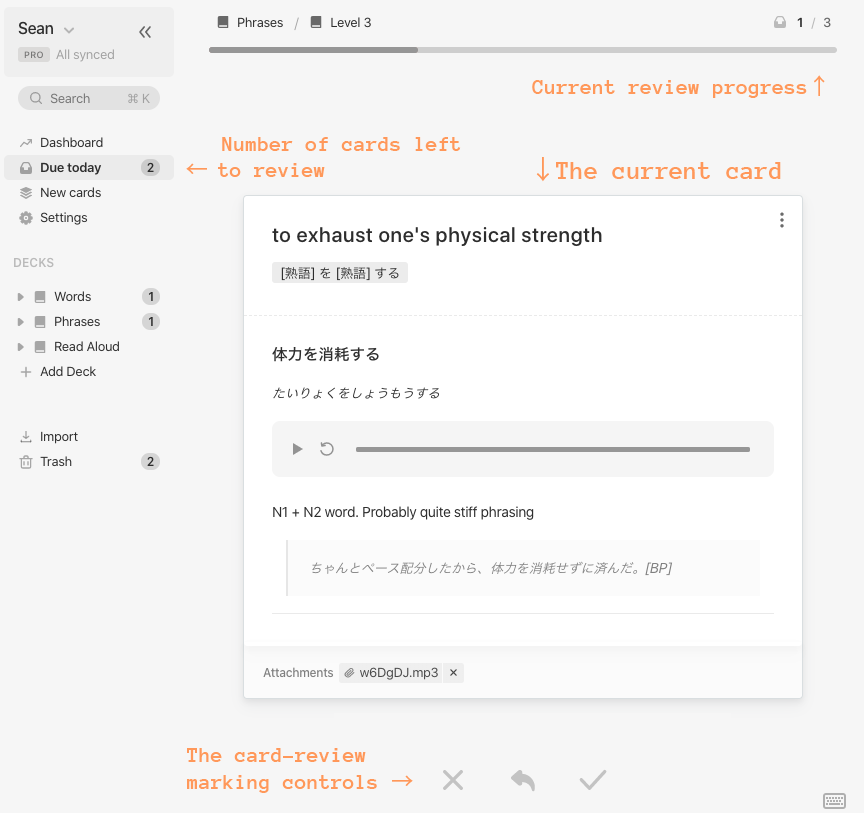 Sean
PRO All synced
Search ⌘ K
Dashboard
Due today 2
New cards
Settings
DECKS
Words 1
Phrases 1
Read Aloud
Add Deck
Import
Trash 2
Phrases / Level 3
1 / 3
Current review progress ↑
Number of cards left
← to review
↓ The current card
to exhaust one's physical strength
[熟語] を [熟語] する
体力を消耗する
たいりょくをしょうもうする
N1 + N2 word. Probably quite stiff phrasing
ちゃんとペース配分したから、体力を消耗せずに済んだ。[BP]
Attachments w6DgDJ.mp3 ×
The card-review
marking controls →